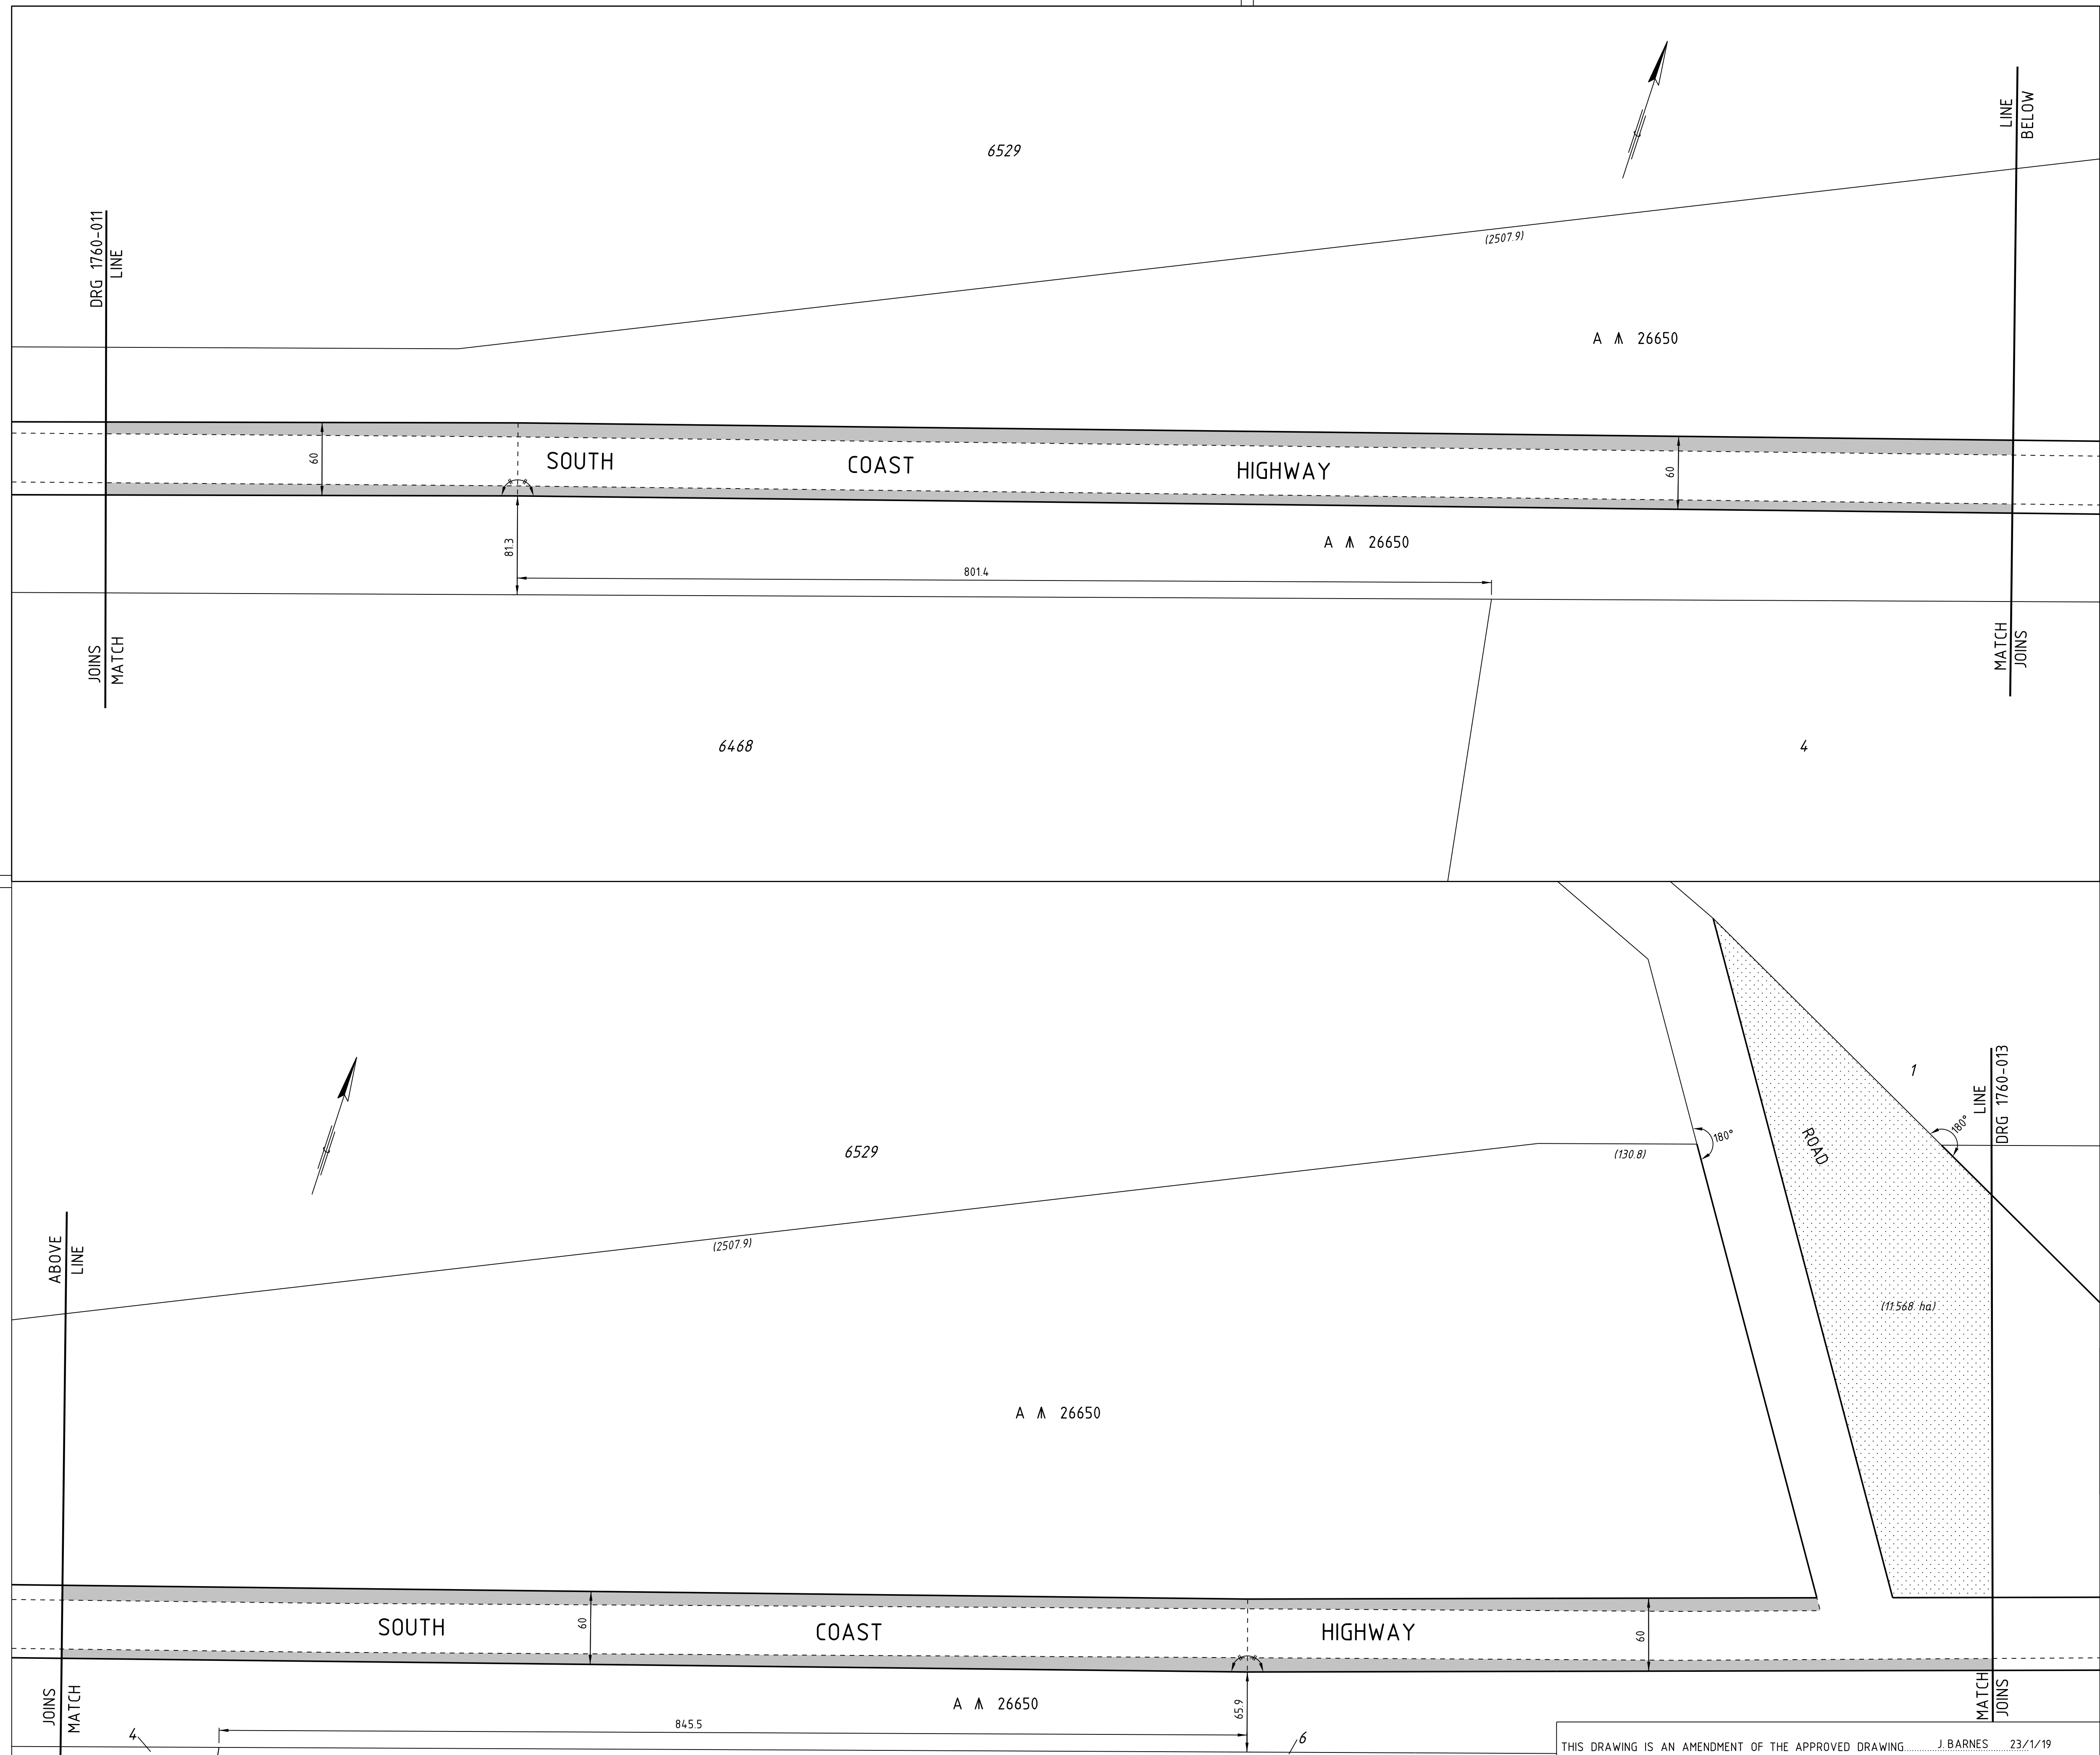 6529
LINE
BELOW
DRG 1760-011
LINE
(2507.9)
A 26650
60
SOUTH COAST HIGHWAY
60
81.3
A 26650
801.4
JOINS
MATCH
MATCH
JOINS
6468
4
1
LINE
DRG 1760-013
180°
180°
ROAD
6529
(130.8)
ABOVE
LINE
(2507.9)
(11.568 ha)
A 26650
60
SOUTH COAST HIGHWAY
60
JOINS
MATCH
A 26650
65.9
MATCH
JOINS
845.5
4
6
THIS DRAWING IS AN AMENDMENT OF THE APPROVED DRAWING J. BARNES 23/1/19